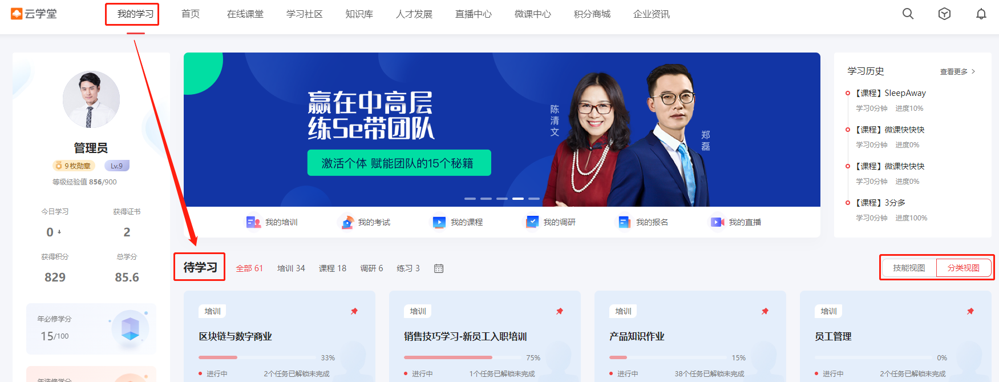 云学堂
我的学习 首页 在线课堂 学习社区 知识库 人才发展 直播中心 微课中心 积分商城 企业资讯
管理员
9枚勋章 Lv.9
等级经验值 856/900
今日学习 获得证书
0 2
获得积分 总学分
829 85.6
年必修学分
15/100
年选修学分
赢在中高层
练5e带团队
激活个体 赋能团队的15个秘籍
陈清文
郑磊
我的培训 我的考试 我的课程 我的调研 我的报名 我的直播
学习历史 查看更多 >
【课程】SleepAway
学习0分钟 进度10%
【课程】微课快快快
学习0分钟 进度0%
【课程】微课快快快
学习0分钟 进度0%
【课程】3分多
学习0分钟 进度100%
待学习 全部 61 培训 34 课程 18 调研 6 练习 3 技能视图 分类视图
培训
区块链与数字商业
33%
进行中 2个任务已解锁未完成
培训
销售技巧学习-新员工入职培训
75%
进行中 1个任务已解锁未完成
培训
产品知识作业
15%
进行中 38个任务已解锁未完成
培训
员工管理
0%
进行中 2个任务已解锁未完成